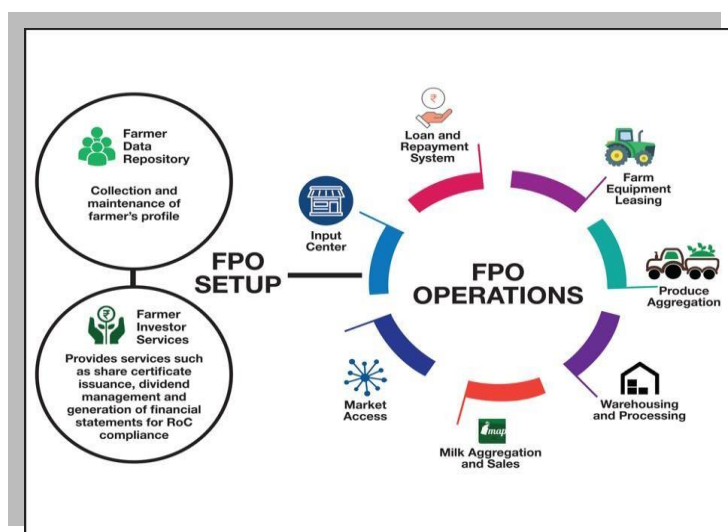 Farmer
Data
Repository
Collection and
maintenance of
farmer's profile
FPO
SETUP
Farmer
Investor
Services
Provides services such
as share certificate
issuance, dividend
management and
generation of financial
statements for RoC
compliance
FPO
OPERATIONS
Loan and
Repayment
System
Farm
Equipment
Leasing
Produce
Aggregation
Warehousing
and Processing
map
Milk Aggregation
and Sales
Market
Access
Input
Center